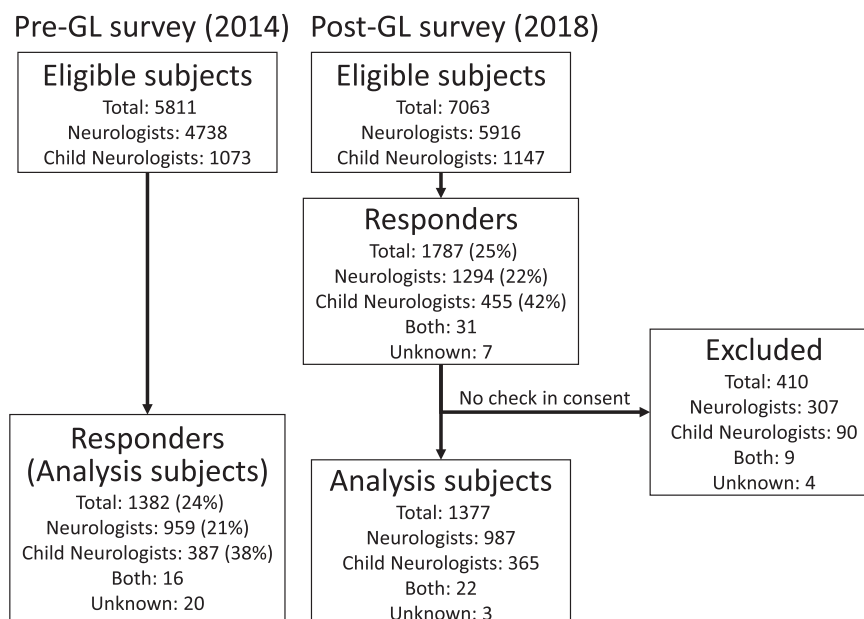 Pre-GL survey (2014)
Eligible subjects
Total: 5811
Neurologists: 4738
Child Neurologists: 1073
Responders
(Analysis subjects)
Total: 1382 (24%)
Neurologists: 959 (21%)
Child Neurologists: 387 (38%)
Both: 16
Unknown: 20
Post-GL survey (2018)
Eligible subjects
Total: 7063
Neurologists: 5916
Child Neurologists: 1147
Responders
Total: 1787 (25%)
Neurologists: 1294 (22%)
Child Neurologists: 455 (42%)
Both: 31
Unknown: 7
No check in consent
Excluded
Total: 410
Neurologists: 307
Child Neurologists: 90
Both: 9
Unknown: 4
Analysis subjects
Total: 1377
Neurologists: 987
Child Neurologists: 365
Both: 22
Unknown: 3